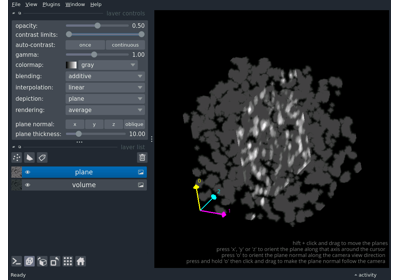 File View Plugins Window Help
layer controls
opacity: 0.50
contrast limits:
auto-contrast: once continuous
gamma: 1.00
colormap: gray
blending: additive
interpolation: linear
depiction: plane
rendering: average
plane normal: x y z oblique
plane thickness: 10.00
layer list
plane
volume
hift + click and drag to move the planes
press 'x', 'y' or 'z' to orient the plane along that axis around the cursor
press 'o' to orient the plane normal along the camera view direction
press and hold 'o' then click and drag to make the plane normal follow the camera
Ready
activity